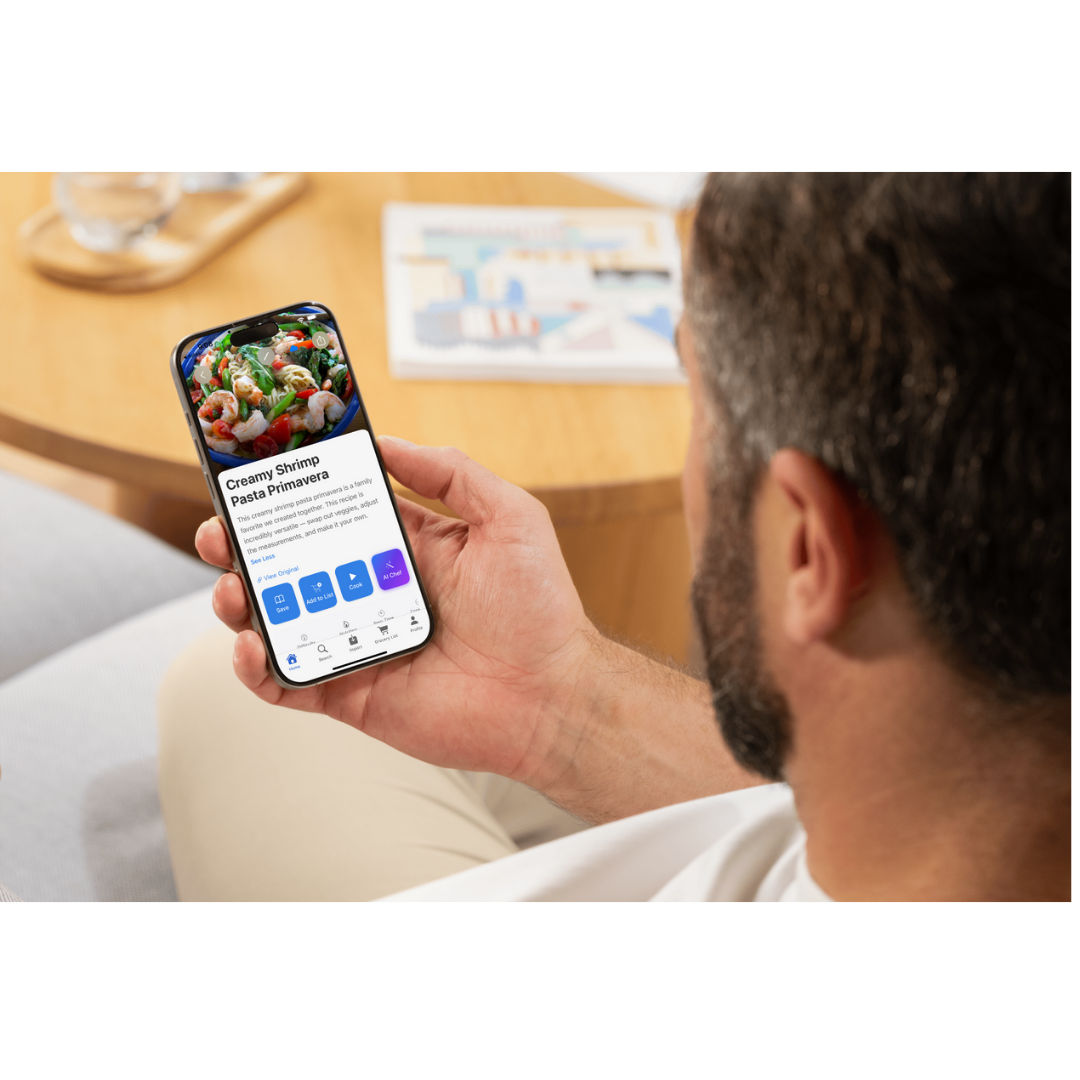 Creamy Shrimp
Pasta Primavera
This creamy shrimp pasta primavera is a family
favorite we created together. This recipe is
incredibly versatile — swap out veggies, adjust
the measurements, and make it your own.
See Less
View Original
Save
Add to List
Cook
AI Chef
Home
Search
Import
Grocery List
Profile